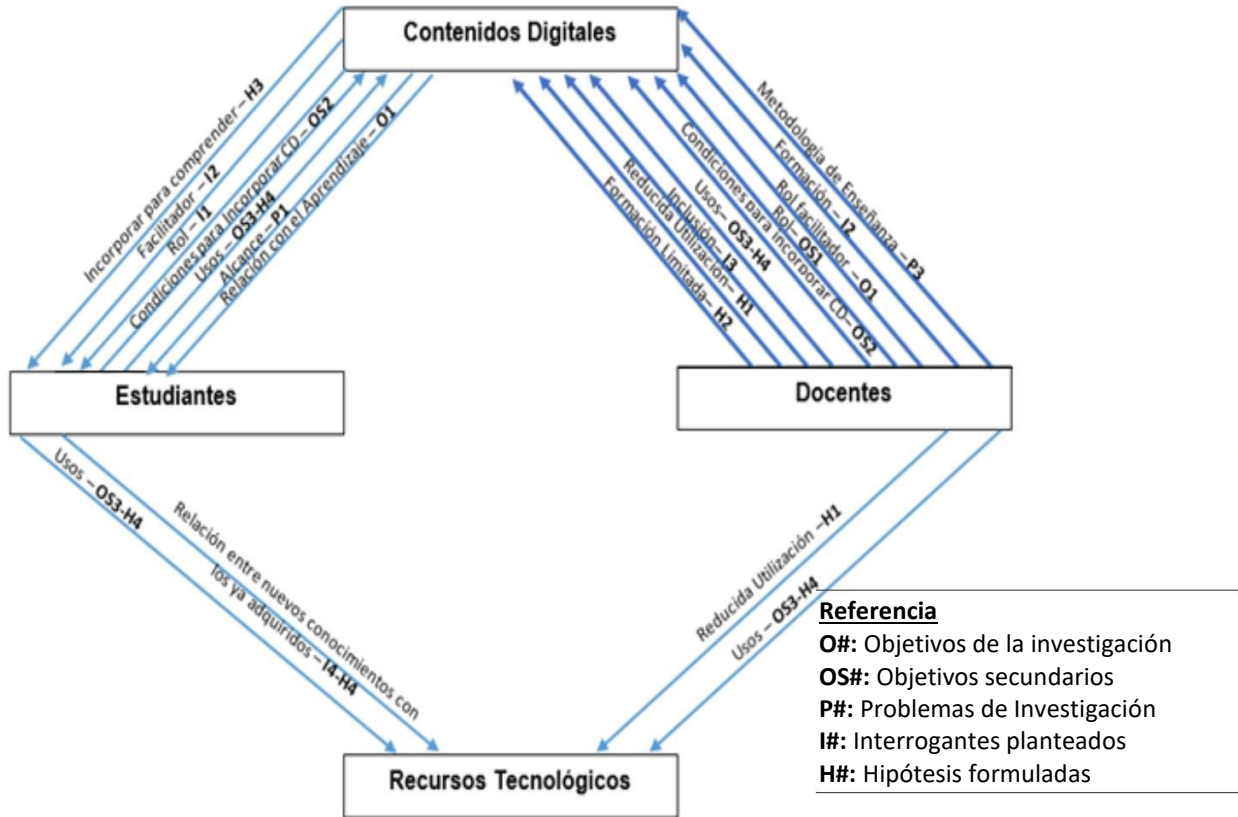 Contenidos Digitales
Incorporar para comprender – H3
Facilitador – I2
Rol – I1
Condiciones para Incorporar CD – OS2
Usos – OS3-H4
Alcance – P1
Relación con el Aprendizaje – O1
Formación Limitada – H2
Reducida Utilización – H1
Inclusión – I3
Usos – OS3-H4
Condiciones para incorporar CD – OS2
Rol – OS1
Rol facilitador – O1
Formación – I2
Metodología de Enseñanza – P3
Estudiantes
Docentes
Usos – OS3-H4
Relación entre nuevos conocimientos con
los ya adquiridos – I4-H4
Reducida Utilización – H1
Usos – OS3-H4
Recursos Tecnológicos
Referencia
O#: Objetivos de la investigación
OS#: Objetivos secundarios
P#: Problemas de Investigación
I#: Interrogantes planteados
H#: Hipótesis formuladas